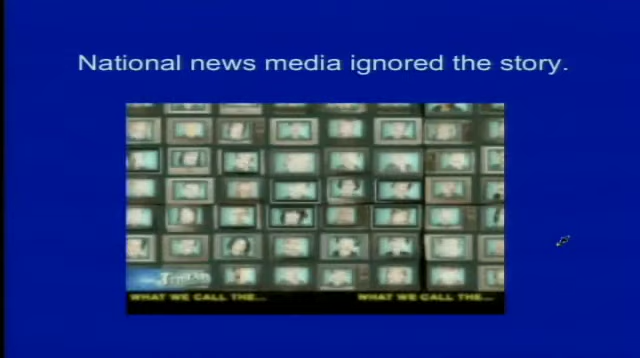 National news media ignored the story.
WHAT WE CALL THE... WHAT WE CALL THE...